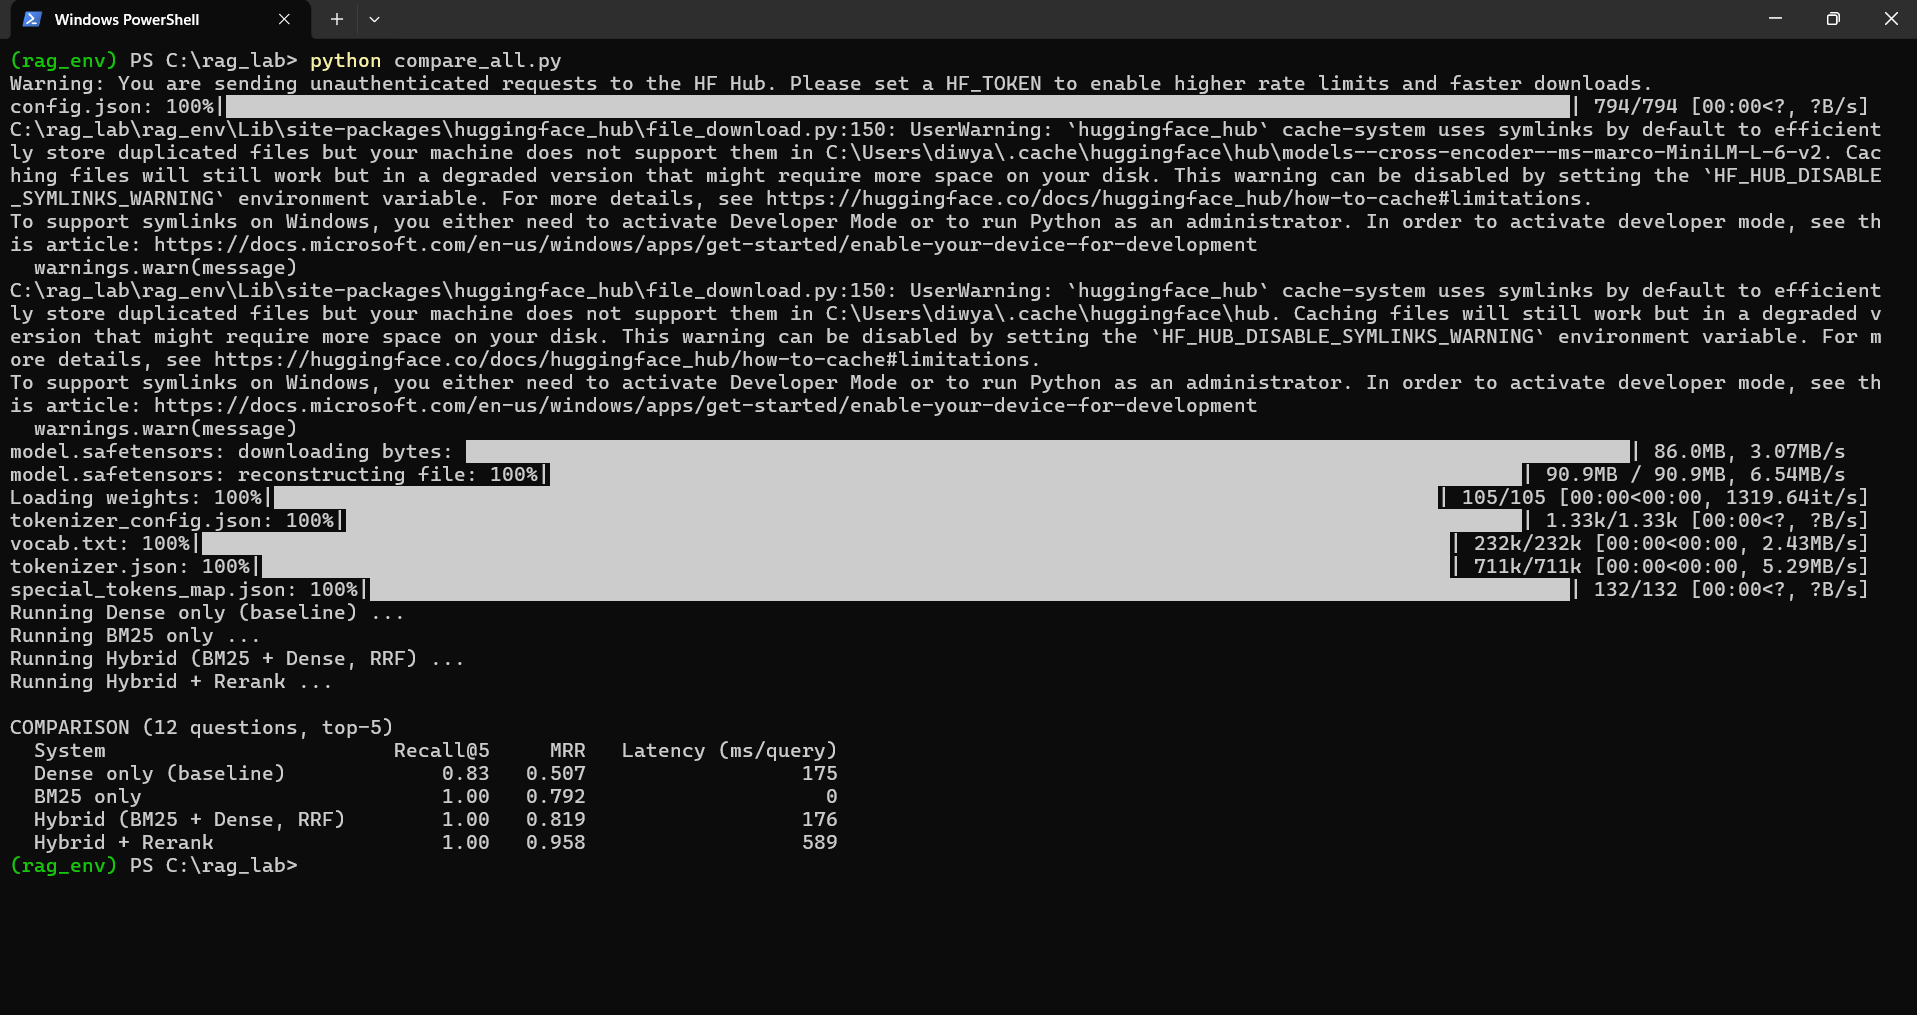 Windows PowerShell
(rag_env) PS C:\rag_lab> python compare_all.py
Warning: You are sending unauthenticated requests to the HF Hub. Please set a HF_TOKEN to enable higher rate limits and faster downloads.
config.json: 100%| | 794/794 [00:00<?, ?B/s]
C:\rag_lab\rag_env\Lib\site-packages\huggingface_hub\file_download.py:150: UserWarning: `huggingface_hub` cache-system uses symlinks by default to efficient
ly store duplicated files but your machine does not support them in C:\Users\diwya\.cache\huggingface\hub\models--cross-encoder--ms-marco-MiniLM-L-6-v2. Cac
hing files will still work but in a degraded version that might require more space on your disk. This warning can be disabled by setting the `HF_HUB_DISABLE
_SYMLINKS_WARNING` environment variable. For more details, see https://huggingface.co/docs/huggingface_hub/how-to-cache#limitations.
To support symlinks on Windows, you either need to activate Developer Mode or to run Python as an administrator. In order to activate developer mode, see th
is article: https://docs.microsoft.com/en-us/windows/apps/get-started/enable-your-device-for-development
  warnings.warn(message)
C:\rag_lab\rag_env\Lib\site-packages\huggingface_hub\file_download.py:150: UserWarning: `huggingface_hub` cache-system uses symlinks by default to efficient
ly store duplicated files but your machine does not support them in C:\Users\diwya\.cache\huggingface\hub. Caching files will still work but in a degraded v
ersion that might require more space on your disk. This warning can be disabled by setting the `HF_HUB_DISABLE_SYMLINKS_WARNING` environment variable. For m
ore details, see https://huggingface.co/docs/huggingface_hub/how-to-cache#limitations.
To support symlinks on Windows, you either need to activate Developer Mode or to run Python as an administrator. In order to activate developer mode, see th
is article: https://docs.microsoft.com/en-us/windows/apps/get-started/enable-your-device-for-development
  warnings.warn(message)
model.safetensors: downloading bytes: | 86.0MB, 3.07MB/s
model.safetensors: reconstructing file: 100%| | 90.9MB / 90.9MB, 6.54MB/s
Loading weights: 100%| | 105/105 [00:00<00:00, 1319.64it/s]
tokenizer_config.json: 100%| | 1.33k/1.33k [00:00<?, ?B/s]
vocab.txt: 100%| | 232k/232k [00:00<00:00, 2.43MB/s]
tokenizer.json: 100%| | 711k/711k [00:00<00:00, 5.29MB/s]
special_tokens_map.json: 100%| | 132/132 [00:00<?, ?B/s]
Running Dense only (baseline) ...
Running BM25 only ...
Running Hybrid (BM25 + Dense, RRF) ...
Running Hybrid + Rerank ...
COMPARISON (12 questions, top-5)
  System                        Recall@5     MRR   Latency (ms/query)
  Dense only (baseline)             0.83   0.507                  175
  BM25 only                         1.00   0.792                    0
  Hybrid (BM25 + Dense, RRF)        1.00   0.819                  176
  Hybrid + Rerank                   1.00   0.958                  589
(rag_env) PS C:\rag_lab>